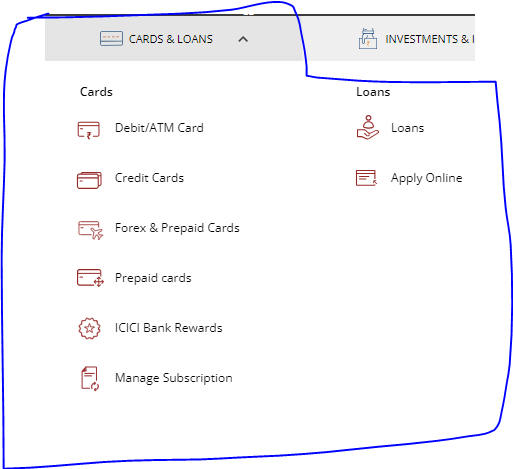 CARDS & LOANS
INVESTMENTS &
Cards
Debit/ATM Card
Credit Cards
Forex & Prepaid Cards
Prepaid cards
ICICI Bank Rewards
Manage Subscription
Loans
Loans
Apply Online